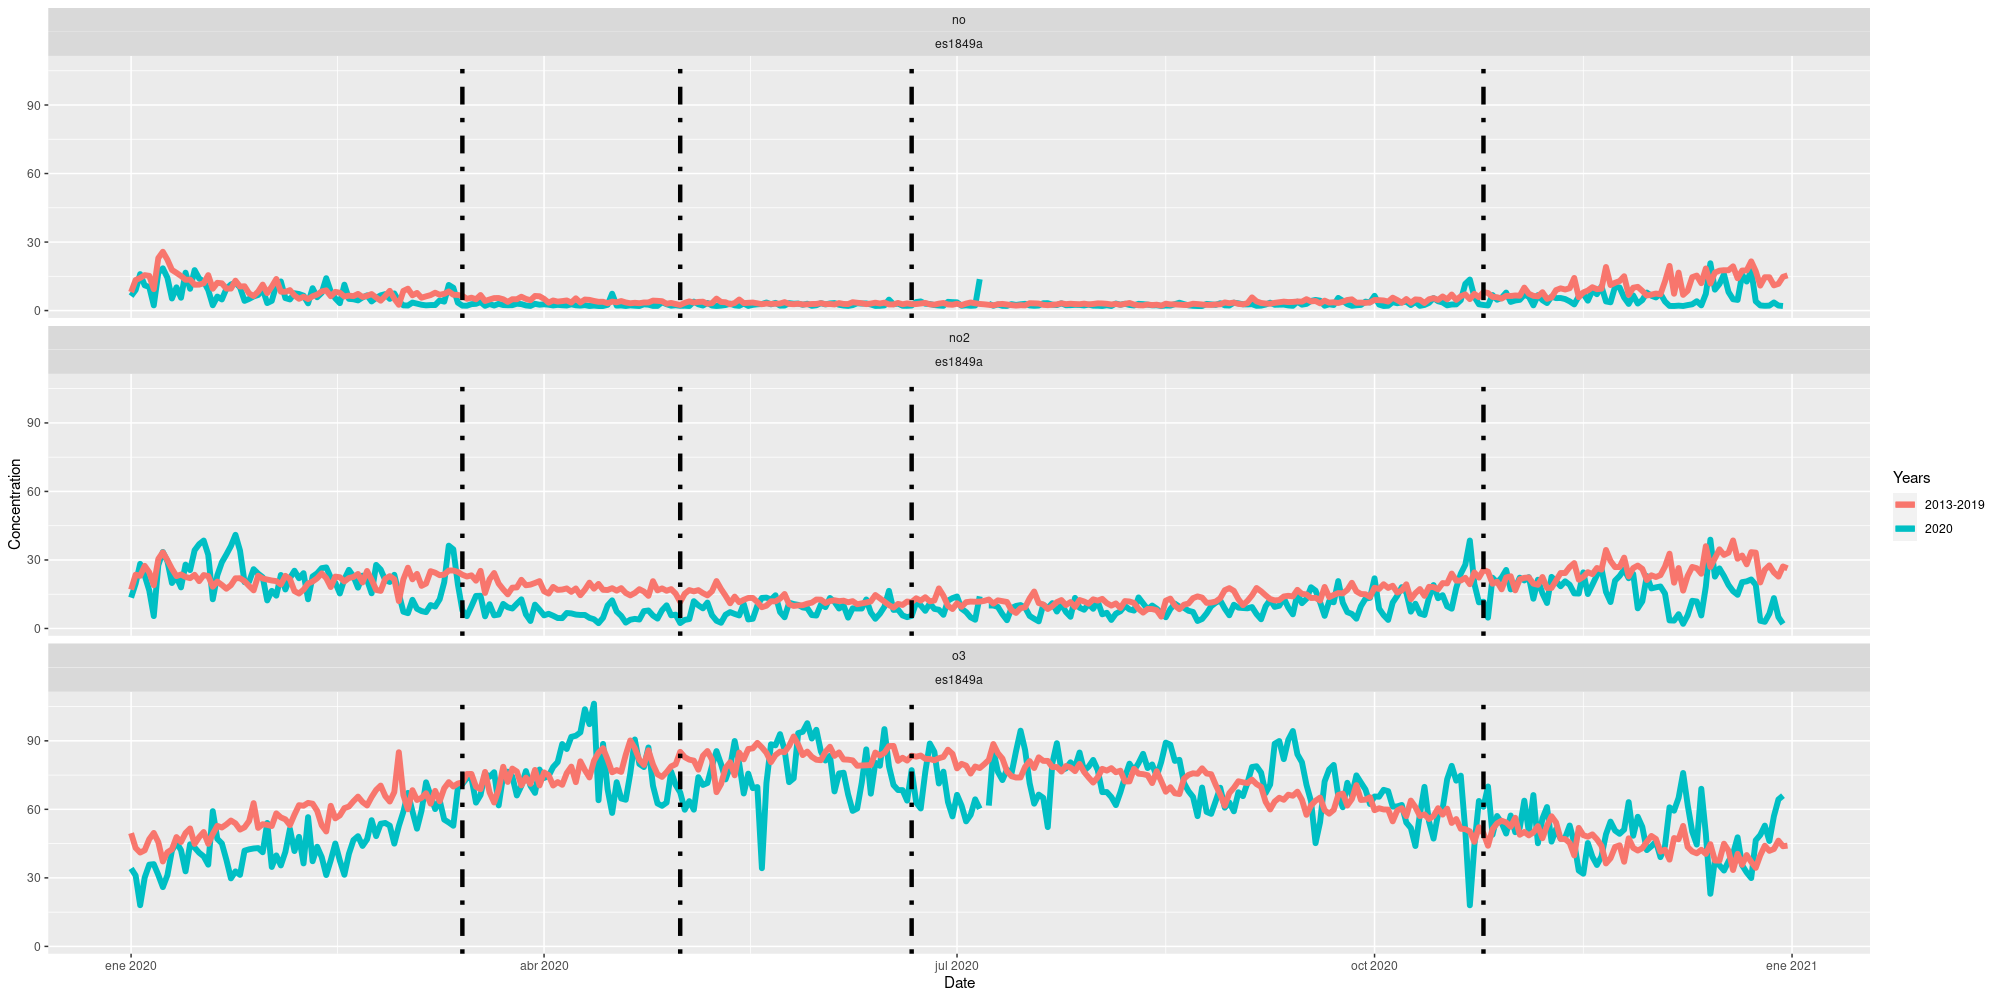 no
es1849a
90
60
30
0
no2
es1849a
90
60
30
0
o3
es1849a
90
60
30
0
Concentration
ene 2020
abr 2020
jul 2020
oct 2020
ene 2021
Date
Years
2013-2019
2020